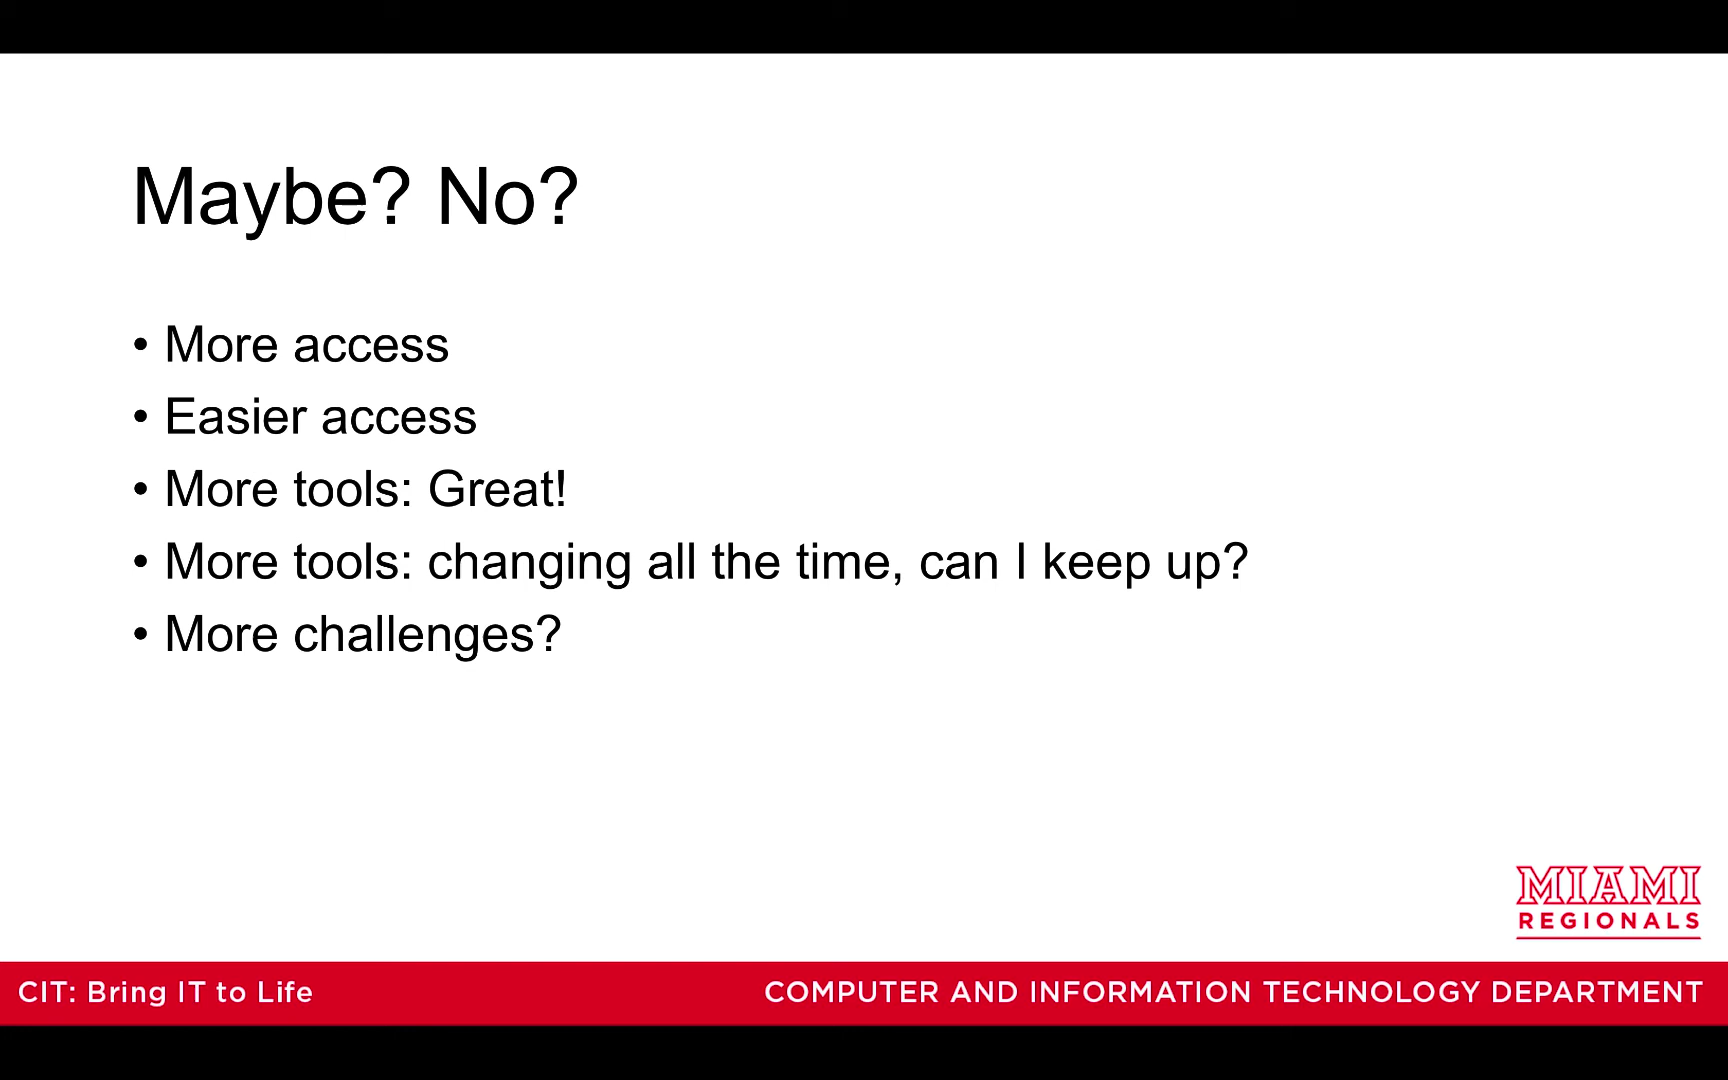 Maybe? No?
• More access
• Easier access
• More tools: Great!
• More tools: changing all the time, can I keep up?
• More challenges?
MIAMI
REGIONALS
CIT: Bring IT to Life
COMPUTER AND INFORMATION TECHNOLOGY DEPARTMENT